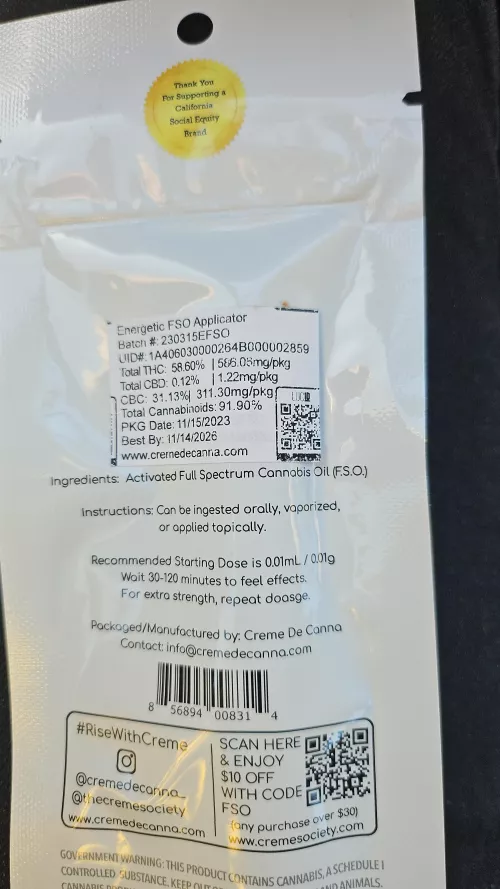 Thank You
For Supporting a
California
Social Equity
Brand
Energetic FSO Applicator
Batch #: 230315EFSO
UID#: 1A406030000264B000002859
Total THC: 58.60% | 586.05mg/pkg
Total CBD: 0.12% | 1.22mg/pkg
CBC: 31.13%| 311.30mg/pkg
Total Cannabinoids: 91.90%
PKG Date: 11/15/2023
Best By: 11/14/2026
www.cremedecanna.com
Ingredients: Activated Full Spectrum Cannabis Oil (F.S.O.)
Instructions: Can be ingested orally, vaporized,
or applied topically.
Recommended Starting Dose is 0.01mL / 0.01g
Wait 30-120 minutes to feel effects.
For extra strength, repeat doasge.
Packaged/Manufactured by: Creme De Canna
Contact: info@cremedecanna.com
8 56894 00831 4
#RiseWithCreme
@cremedecanna_
@thecremesociety
www.cremedecanna.com
SCAN HERE
& ENJOY
$10 OFF
WITH CODE
FSO
(any purchase over $30)
www.cremesociety.com
GOVERNMENT WARNING: THIS PRODUCT CONTAINS CANNABIS, A SCHEDULE I
CONTROLLED SUBSTANCE. KEEP OUT
AND ANIMALS.